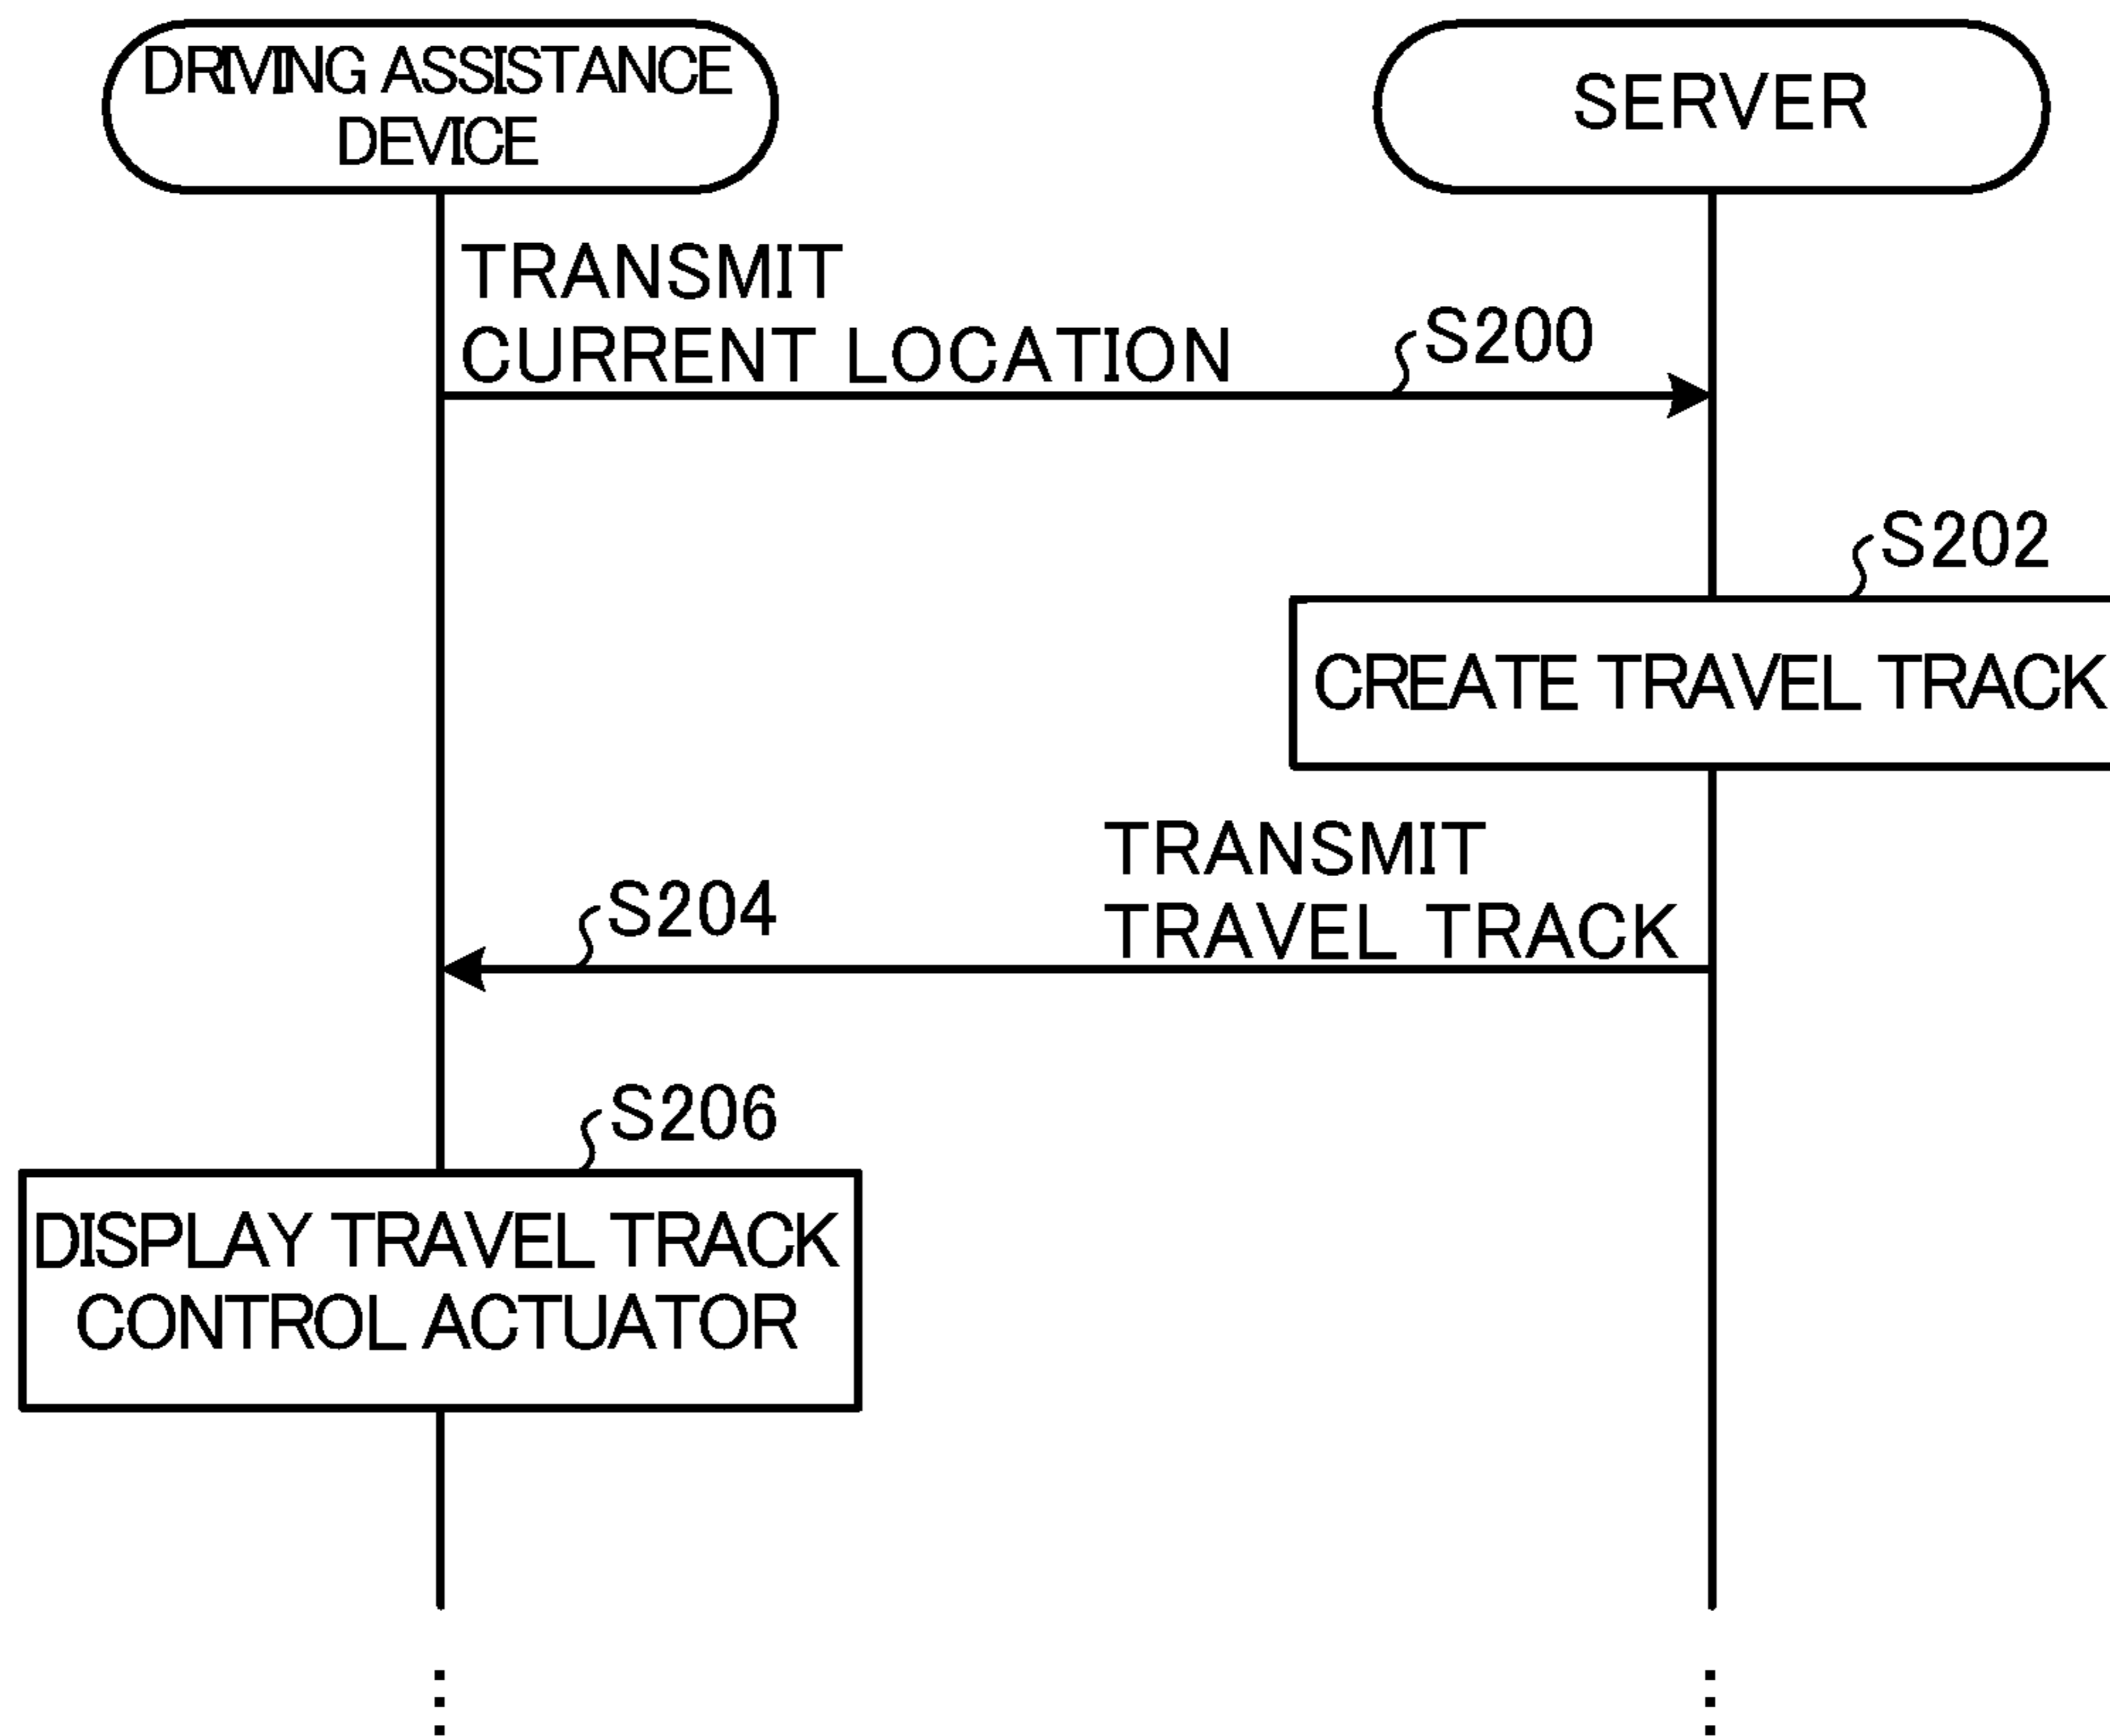 DRIVING ASSISTANCE
DEVICE
SERVER
TRANSMIT
CURRENT LOCATION
S200
S202
CREATE TRAVEL TRACK
TRANSMIT
TRAVEL TRACK
S204
S206
DISPLAY TRAVEL TRACK
CONTROL ACTUATOR